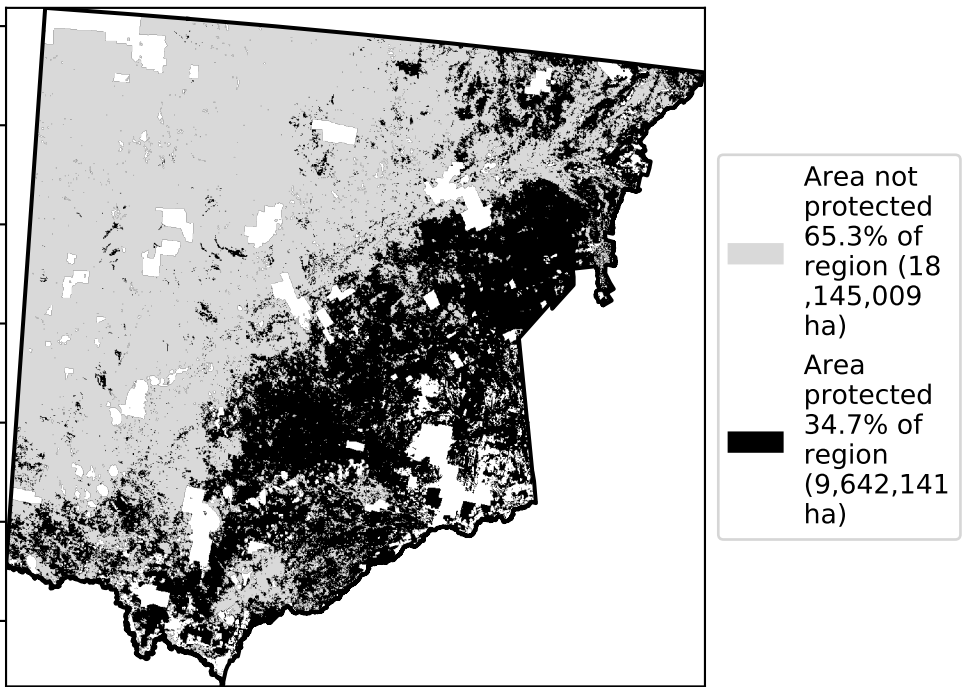 Area not
protected
65.3% of
region (18
,145,009
ha)
Area
protected
34.7% of
region
(9,642,141
ha)